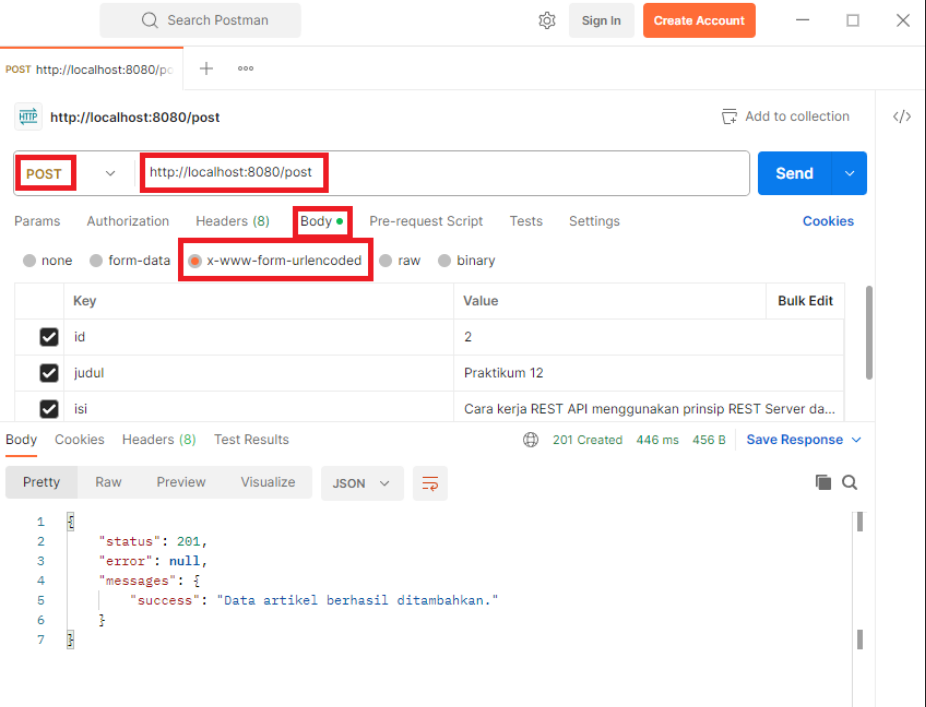 Search Postman Sign In Create Account
POST http://localhost:8080/po
HTTP http://localhost:8080/post Add to collection
POST http://localhost:8080/post Send
Params Authorization Headers (8) Body Pre-request Script Tests Settings Cookies
none form-data x-www-form-urlencoded raw binary
Key Value Bulk Edit
id 2
judul Praktikum 12
isi Cara kerja REST API menggunakan prinsip REST Server da...
Body Cookies Headers (8) Test Results 201 Created 446 ms 456 B Save Response
Pretty Raw Preview Visualize JSON
1 {
2 "status": 201,
3 "error": null,
4 "messages": {
5 "success": "Data artikel berhasil ditambahkan."
6 }
7 }